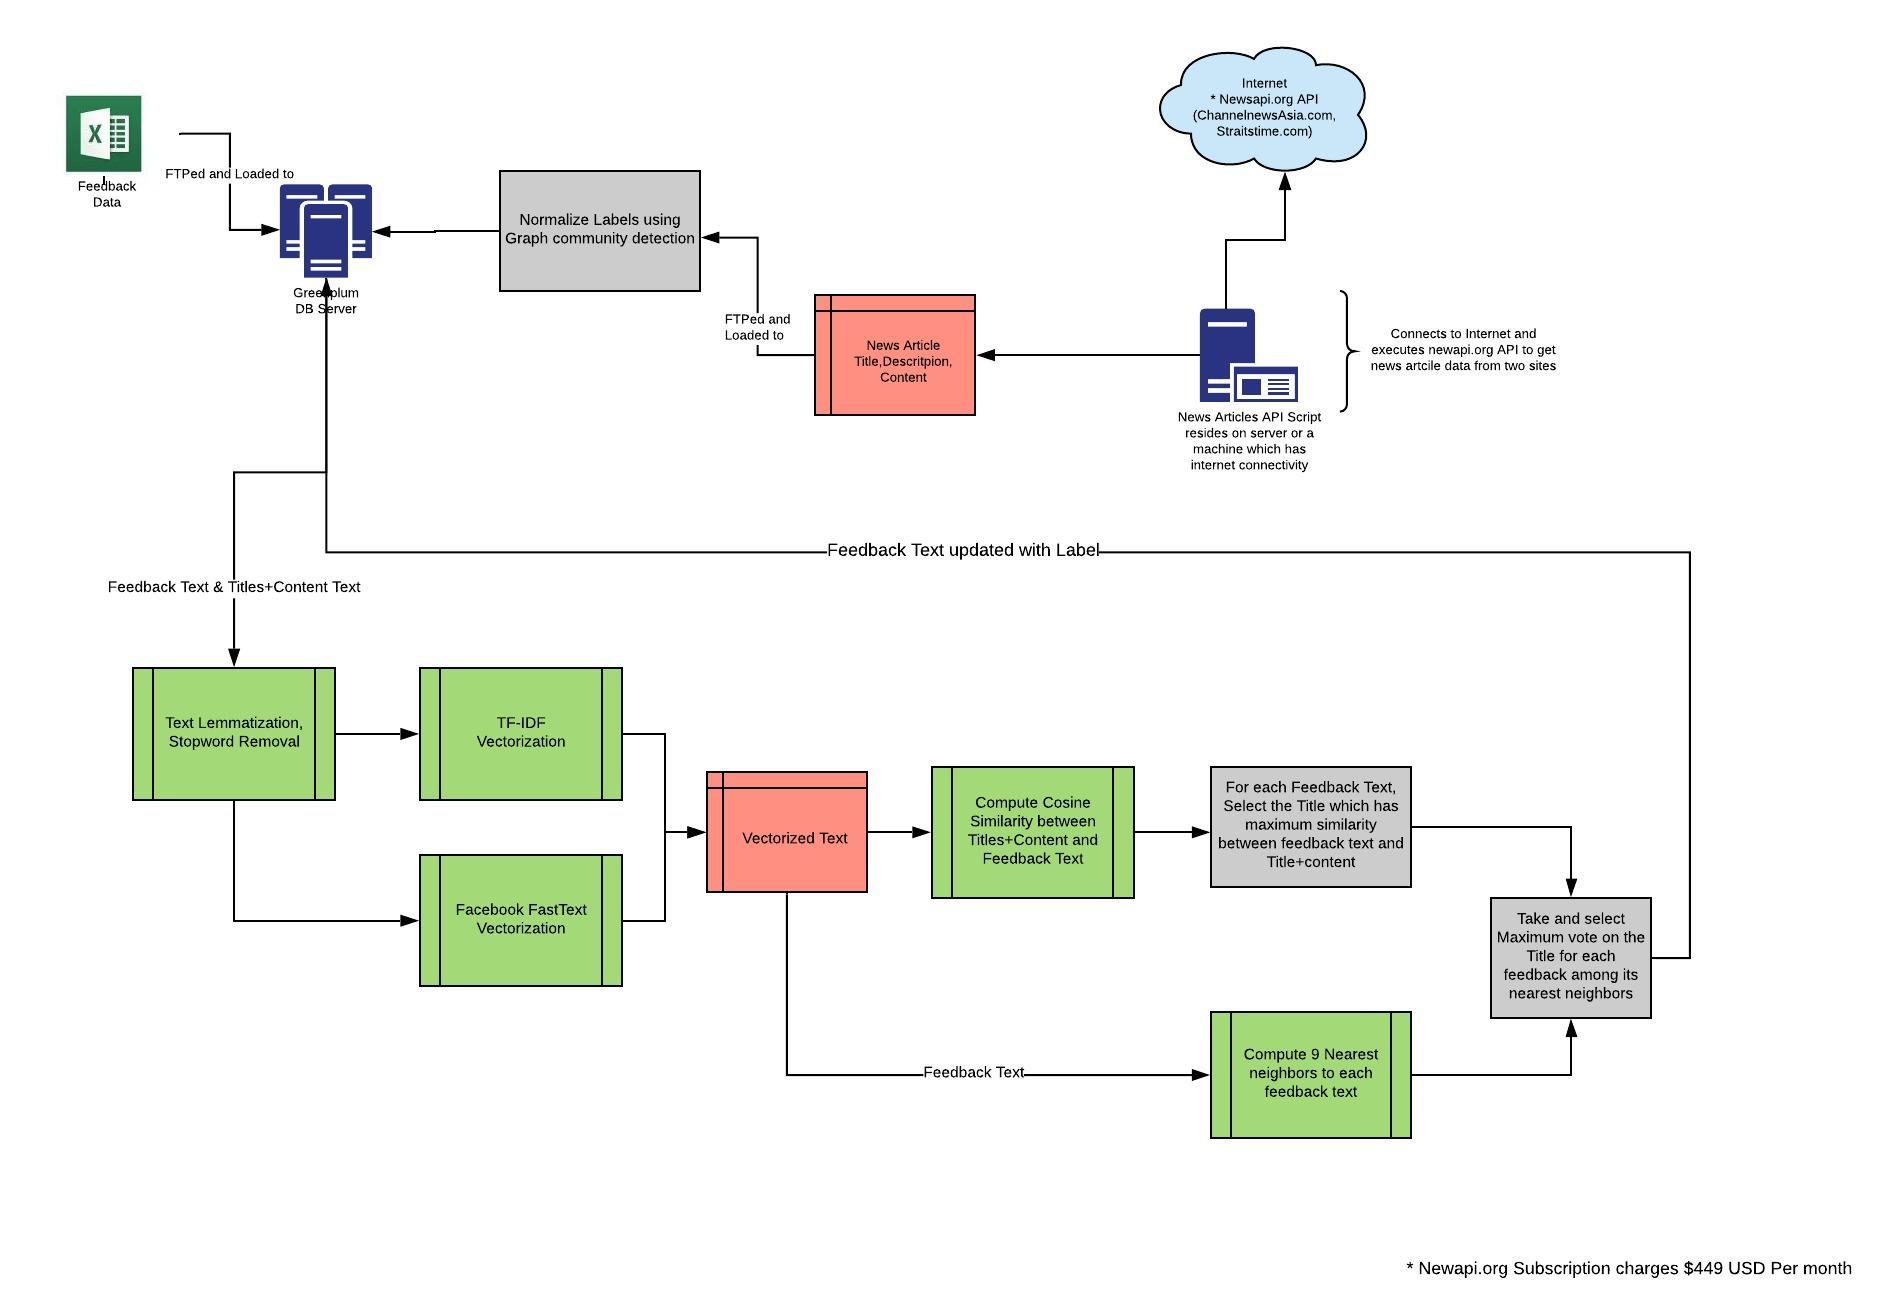 Internet
* Newsapi.org API
(ChannelnewsAsia.com,
Straitstime.com)
X
Feedback
Data
FTPed and Loaded to
Greenplum
DB Server
Normalize Labels using
Graph community detection
FTPed and
Loaded to
News Article
Title,Descritpion,
Content
Connects to Internet and
executes newapi.org API to get
news artcile data from two sites
News Articles API Script
resides on server or a
machine which has
internet connectivity
Feedback Text updated with Label
Feedback Text & Titles+Content Text
Text Lemmatization,
Stopword Removal
TF-IDF
Vectorization
Facebook FastText
Vectorization
Vectorized Text
Compute Cosine
Similarity between
Titles+Content and
Feedback Text
For each Feedback Text,
Select the Title which has
maximum similarity
between feedback text and
Title+content
Take and select
Maximum vote on the
Title for each
feedback among its
nearest neighbors
Feedback Text
Compute 9 Nearest
neighbors to each
feedback text
* Newapi.org Subscription charges $449 USD Per month